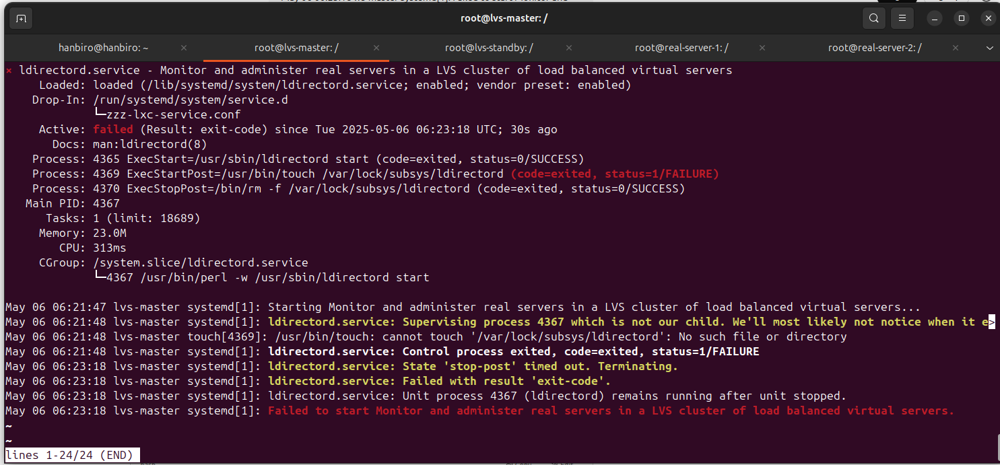 root@lvs-master: /
hanbiro@hanbiro: ~ × root@lvs-master: / × root@lvs-standby: / × root@real-server-1: / × root@real-server-2: / ×
× ldirectord.service - Monitor and administer real servers in a LVS cluster of load balanced virtual servers
     Loaded: loaded (/lib/systemd/system/ldirectord.service; enabled; vendor preset: enabled)
    Drop-In: /run/systemd/system/service.d
             └─zzz-lxc-service.conf
     Active: failed (Result: exit-code) since Tue 2025-05-06 06:23:18 UTC; 30s ago
       Docs: man:ldirectord(8)
    Process: 4365 ExecStart=/usr/sbin/ldirectord start (code=exited, status=0/SUCCESS)
    Process: 4369 ExecStartPost=/usr/bin/touch /var/lock/subsys/ldirectord (code=exited, status=1/FAILURE)
    Process: 4370 ExecStopPost=/bin/rm -f /var/lock/subsys/ldirectord (code=exited, status=0/SUCCESS)
   Main PID: 4367
      Tasks: 1 (limit: 18689)
     Memory: 23.0M
        CPU: 313ms
     CGroup: /system.slice/ldirectord.service
             └─4367 /usr/bin/perl -w /usr/sbin/ldirectord start
May 06 06:21:47 lvs-master systemd[1]: Starting Monitor and administer real servers in a LVS cluster of load balanced virtual servers...
May 06 06:21:48 lvs-master systemd[1]: ldirectord.service: Supervising process 4367 which is not our child. We'll most likely not notice when it e>
May 06 06:21:48 lvs-master touch[4369]: /usr/bin/touch: cannot touch '/var/lock/subsys/ldirectord': No such file or directory
May 06 06:21:48 lvs-master systemd[1]: ldirectord.service: Control process exited, code=exited, status=1/FAILURE
May 06 06:23:18 lvs-master systemd[1]: ldirectord.service: State 'stop-post' timed out. Terminating.
May 06 06:23:18 lvs-master systemd[1]: ldirectord.service: Failed with result 'exit-code'.
May 06 06:23:18 lvs-master systemd[1]: ldirectord.service: Unit process 4367 (ldirectord) remains running after unit stopped.
May 06 06:23:18 lvs-master systemd[1]: Failed to start Monitor and administer real servers in a LVS cluster of load balanced virtual servers.
~
~
lines 1-24/24 (END)